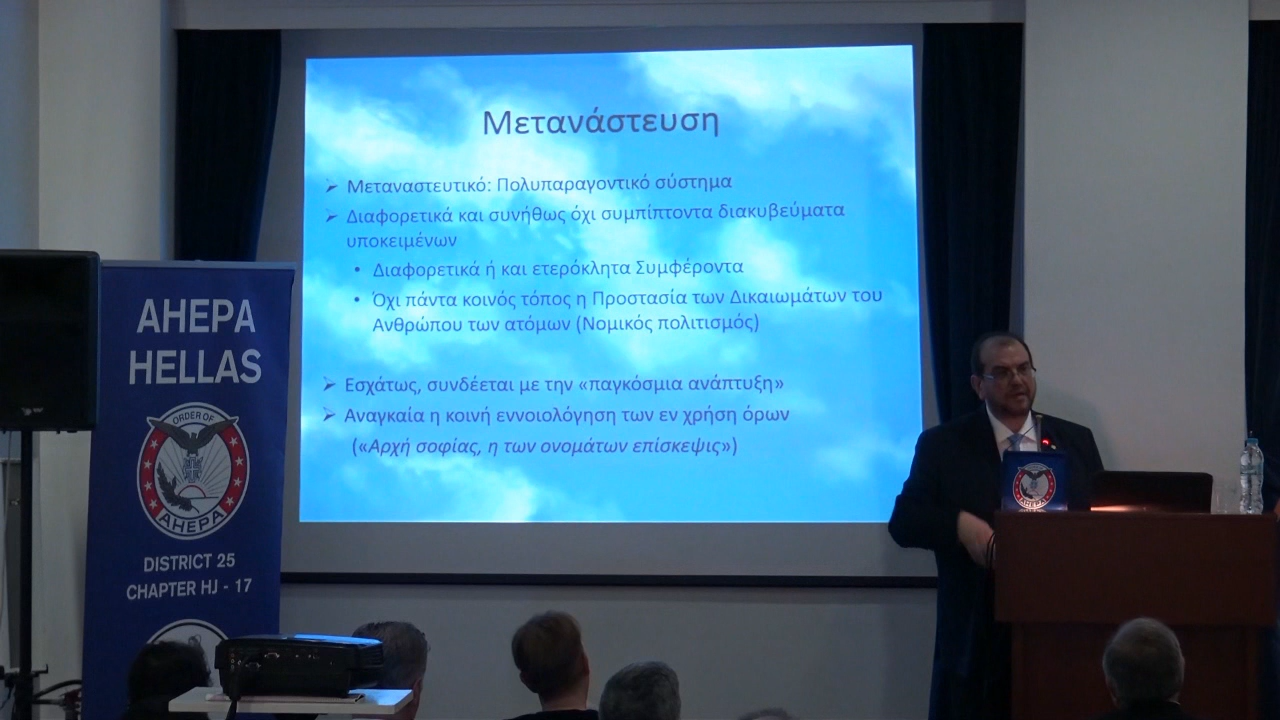 Μετανάστευση
➢ Μεταναστευτικό: Πολυπαραγοντικό σύστημα
➢ Διαφορετικά και συνήθως όχι συμπίπτοντα διακυβεύματα
υποκειμένων
• Διαφορετικά ή και ετερόκλητα Συμφέροντα
• Όχι πάντα κοινός τόπος η Προστασία των Δικαιωμάτων του
Ανθρώπου των ατόμων (Νομικός πολιτισμός)
➢ Εσχάτως, συνδέεται με την «παγκόσμια ανάπτυξη»
➢ Αναγκαία η κοινή εννοιολόγηση των εν χρήση όρων
(«Αρχή σοφίας, η των ονομάτων επίσκεψις»)
AHEPA
HELLAS
ORDER OF
AHEPA
DISTRICT 25
CHAPTER HJ - 17
AHEPA